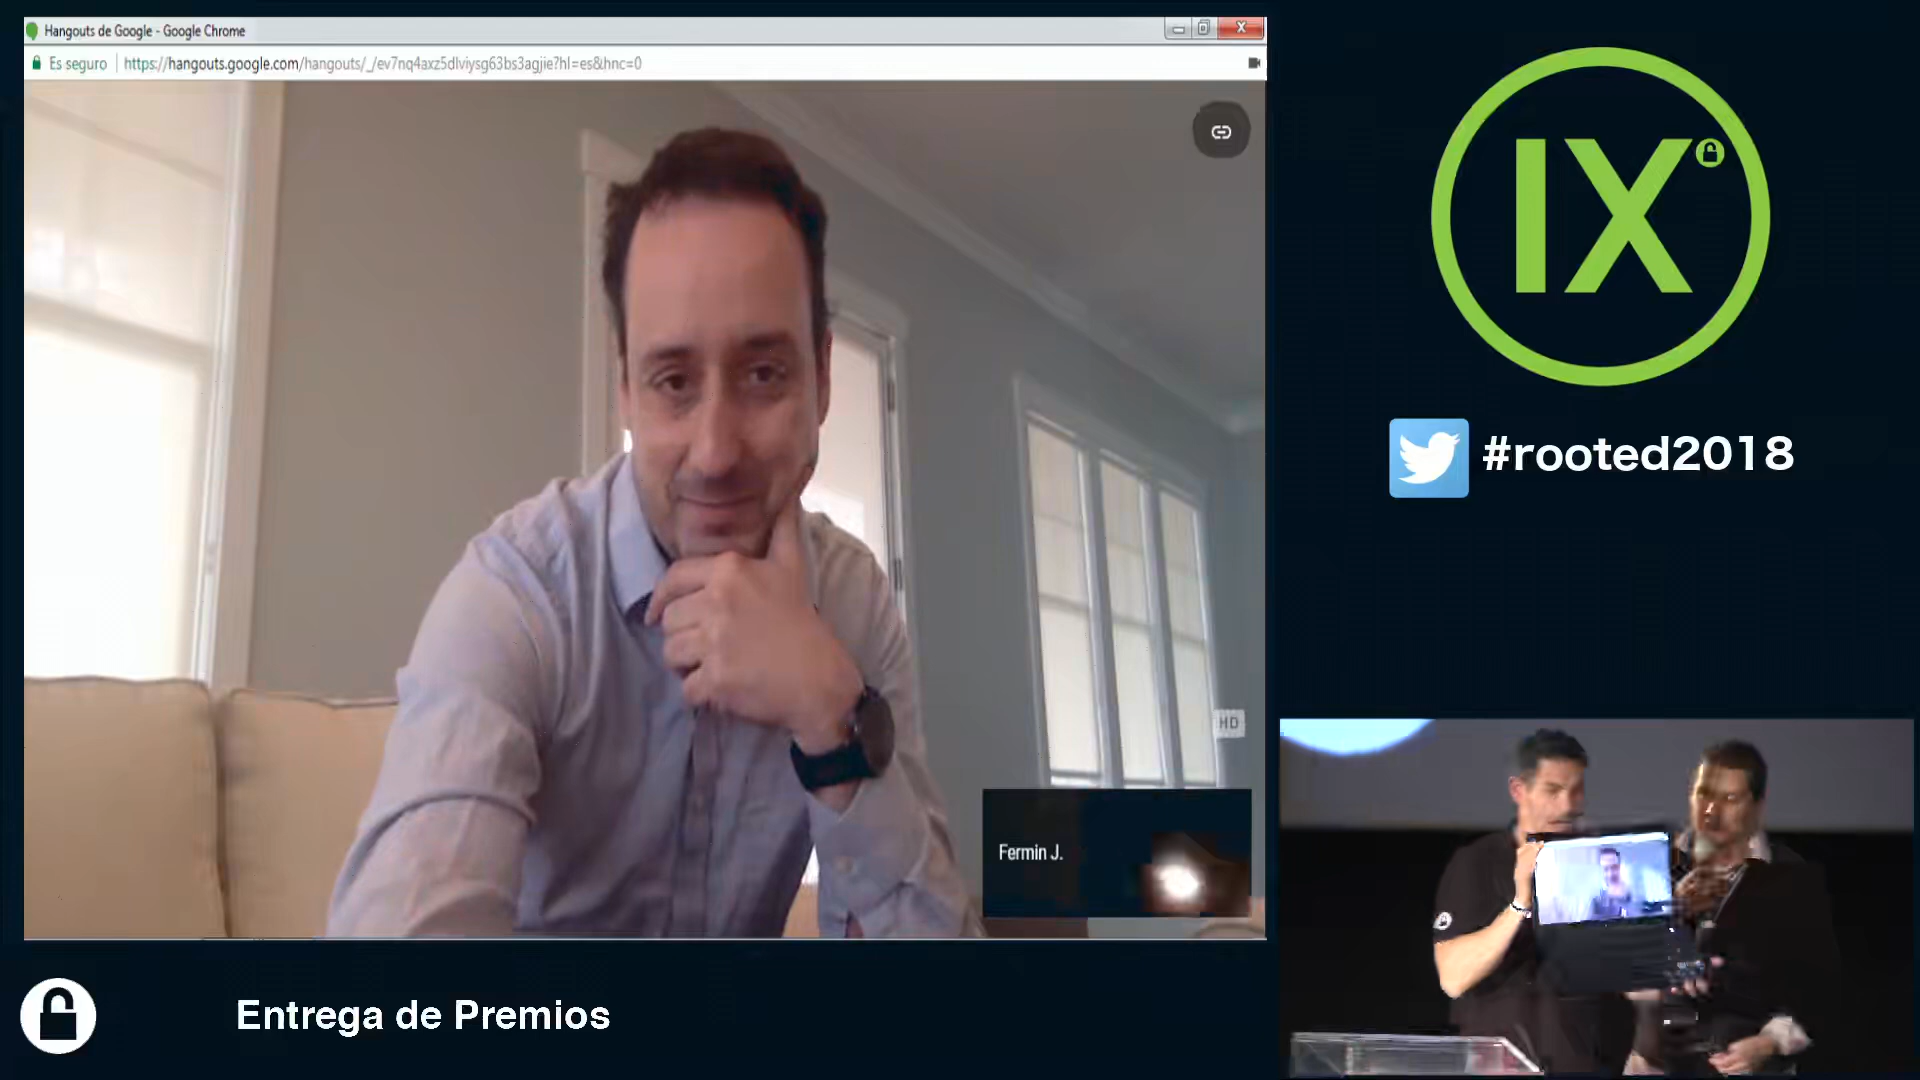 Hangouts de Google - Google Chrome
Es seguro
https://hangouts.google.com/hangouts/_/ev7nq4axz5dlviysg63bs3agjie?hl=es&hnc=0
IX
#rooted2018
HD
Fermin J.
Entrega de Premios